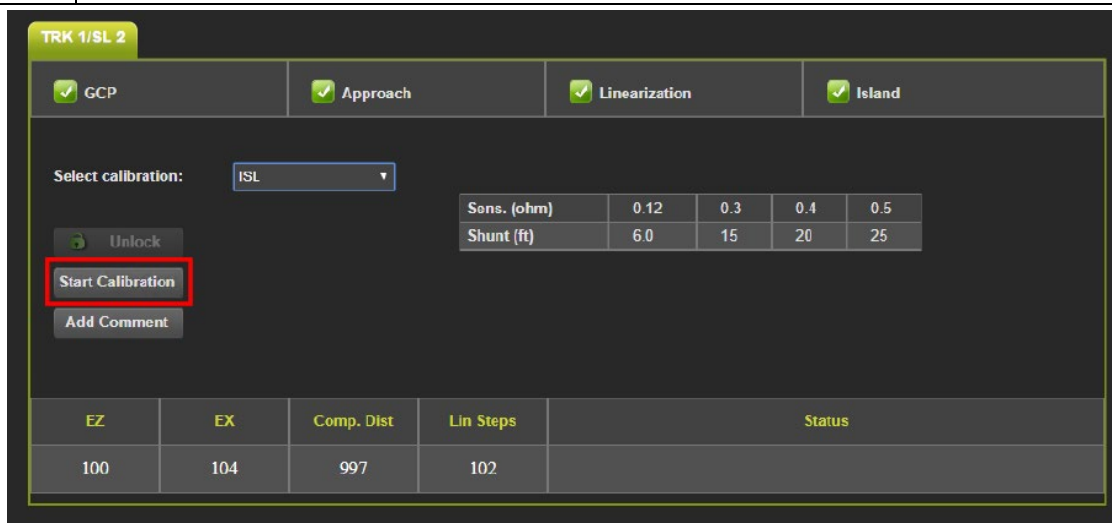 TRK 1/SL 2
GCP Approach Linearization Island
Select calibration: ISL
Sens. (ohm) 0.12 0.3 0.4 0.5
Unlock
Shunt (ft) 6.0 15 20 25
Start Calibration
Add Comment
EZ EX Comp. Dist Lin Steps Status
100 104 997 102